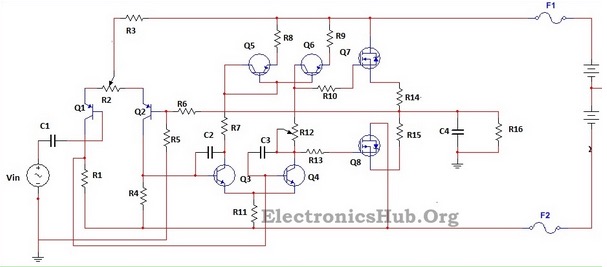 F1
R3
R9
R8
Q5
Q6
Q7
R2
R10
R14
Q1
Q2
R6
C1
R5
C2
R7
C3
R12
R15
C4
R16
R13
Q8
Vin
R1
R4
Q3
Q4
R11
ElectronicsHub.Org
F2